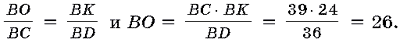 BO/BC = BK/BD и BO = BC · BK/BD = 39 · 24/36 = 26.